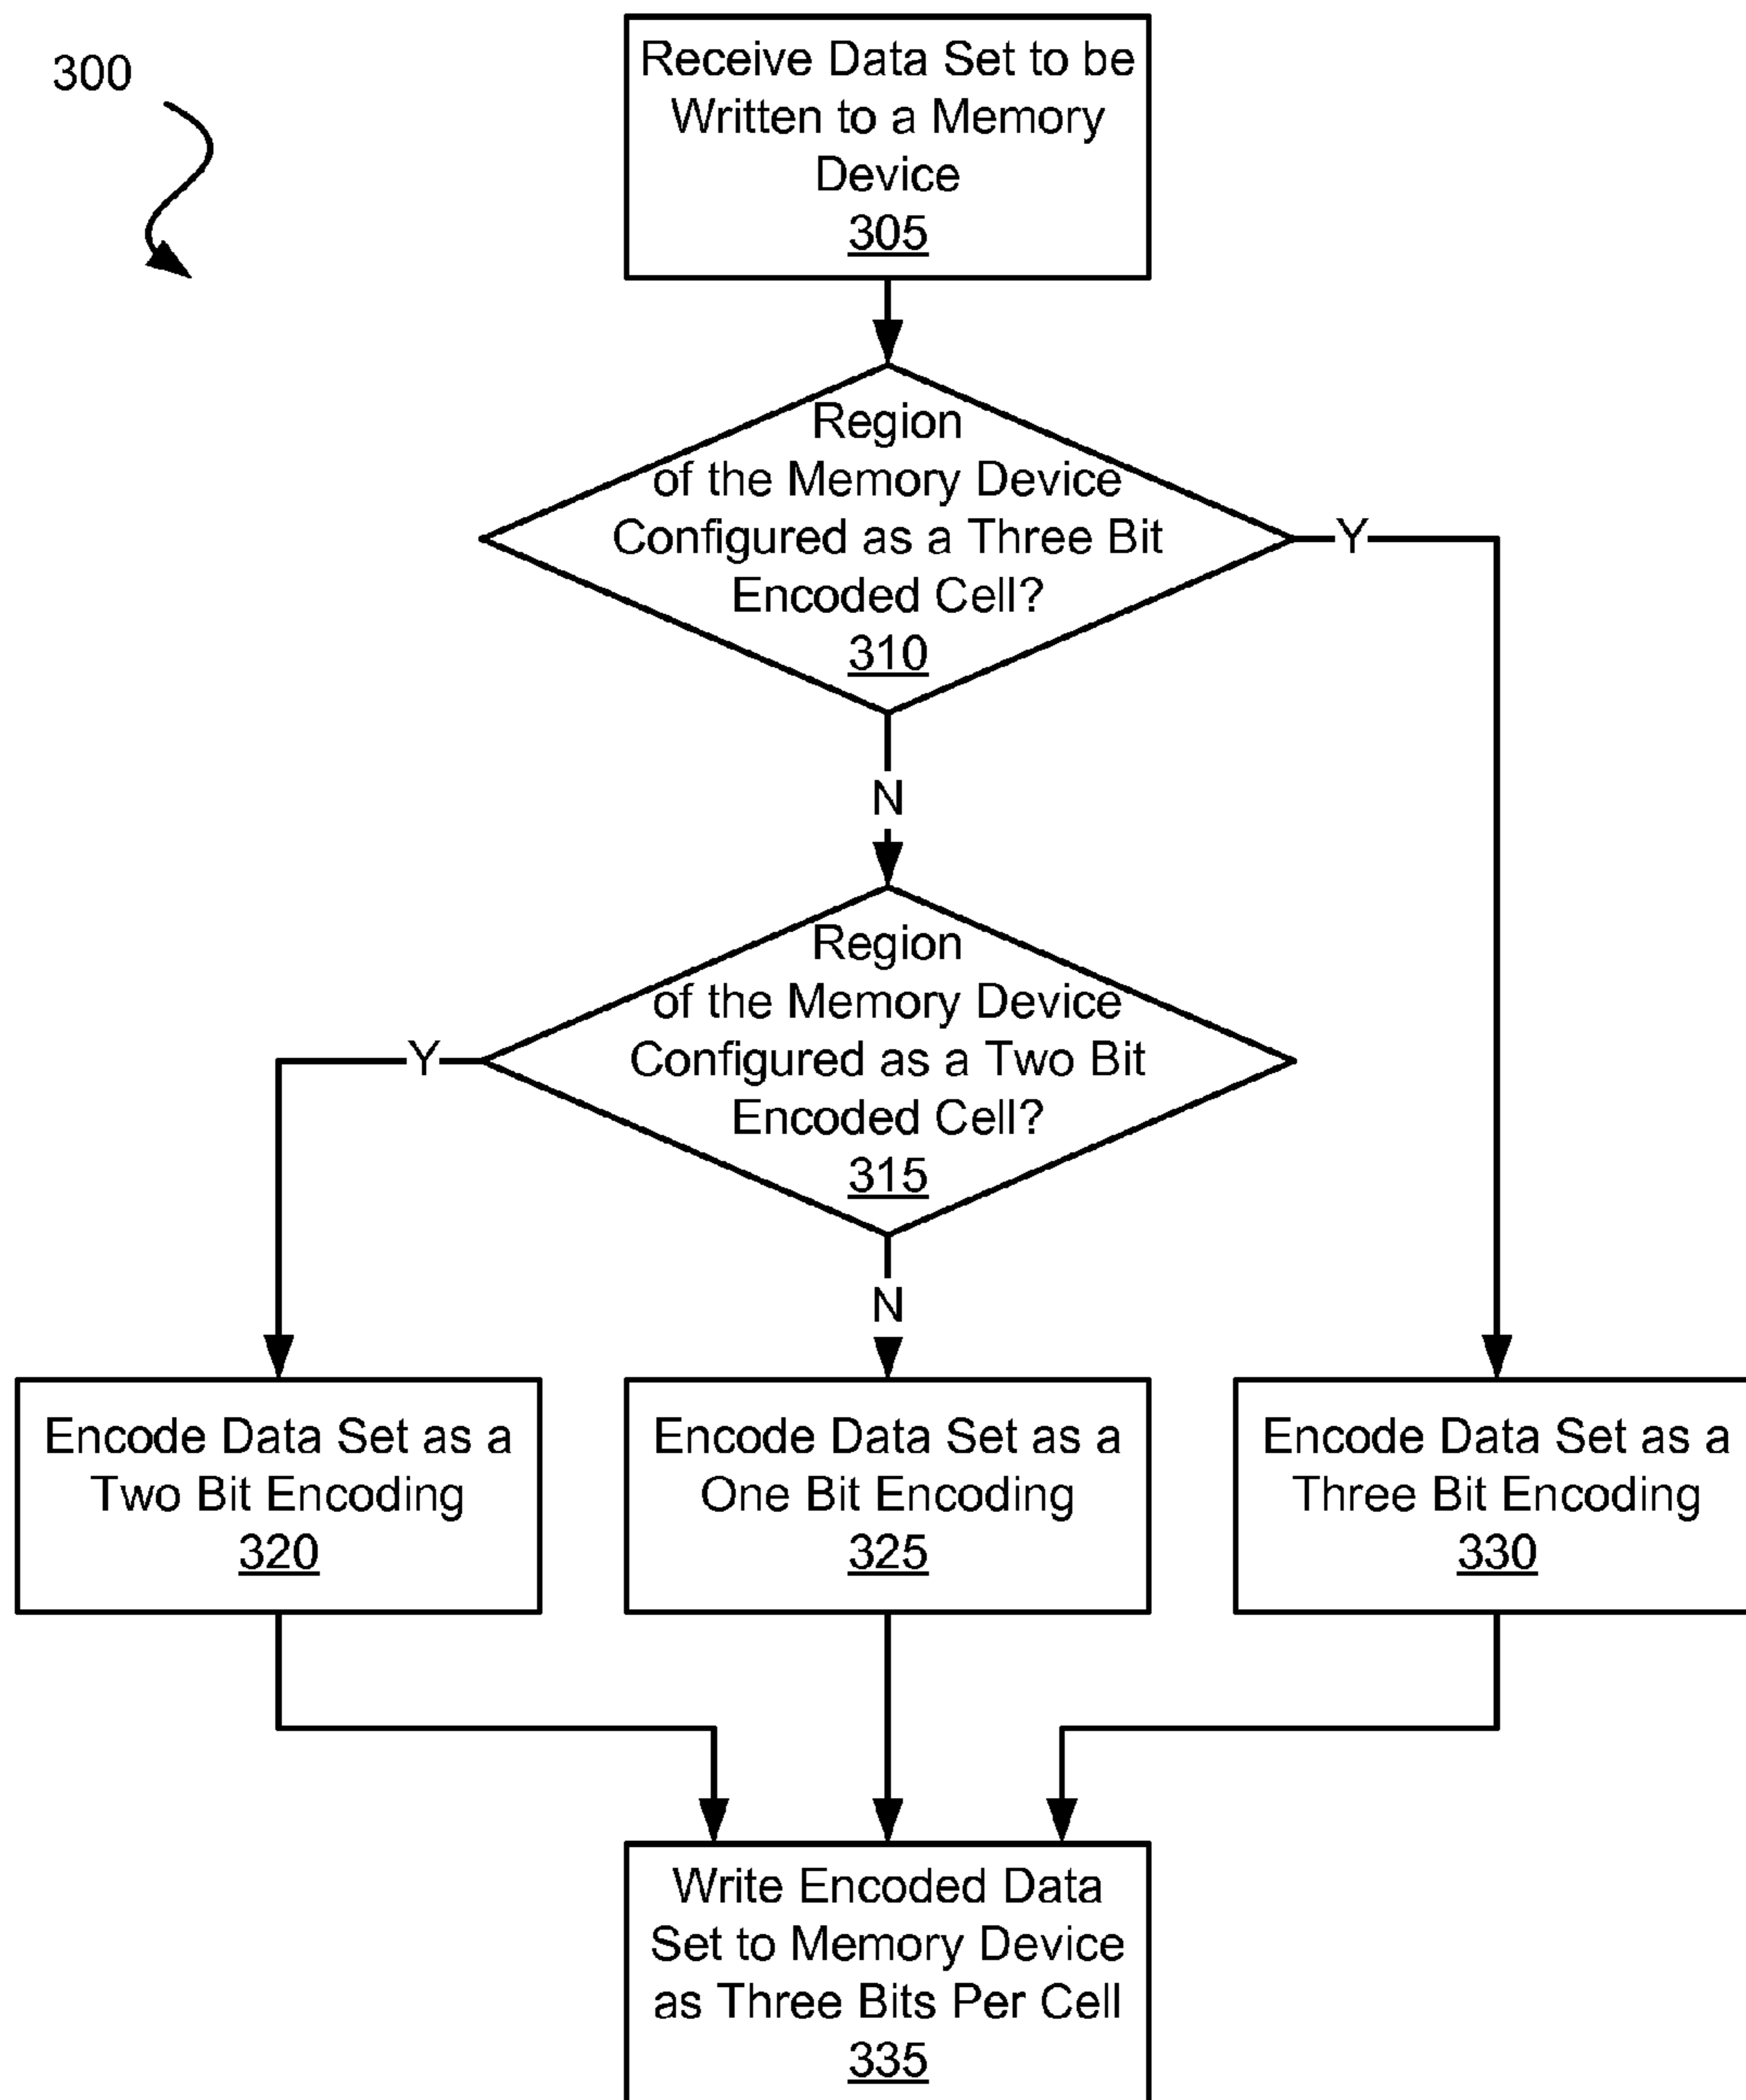 300
Receive Data Set to be
Written to a Memory
Device
305
Region
of the Memory Device
Configured as a Three Bit
Encoded Cell?
310
Y
N
Region
of the Memory Device
Configured as a Two Bit
Encoded Cell?
315
Y
N
Encode Data Set as a
Two Bit Encoding
320
Encode Data Set as a
One Bit Encoding
325
Encode Data Set as a
Three Bit Encoding
330
Write Encoded Data
Set to Memory Device
as Three Bits Per Cell
335